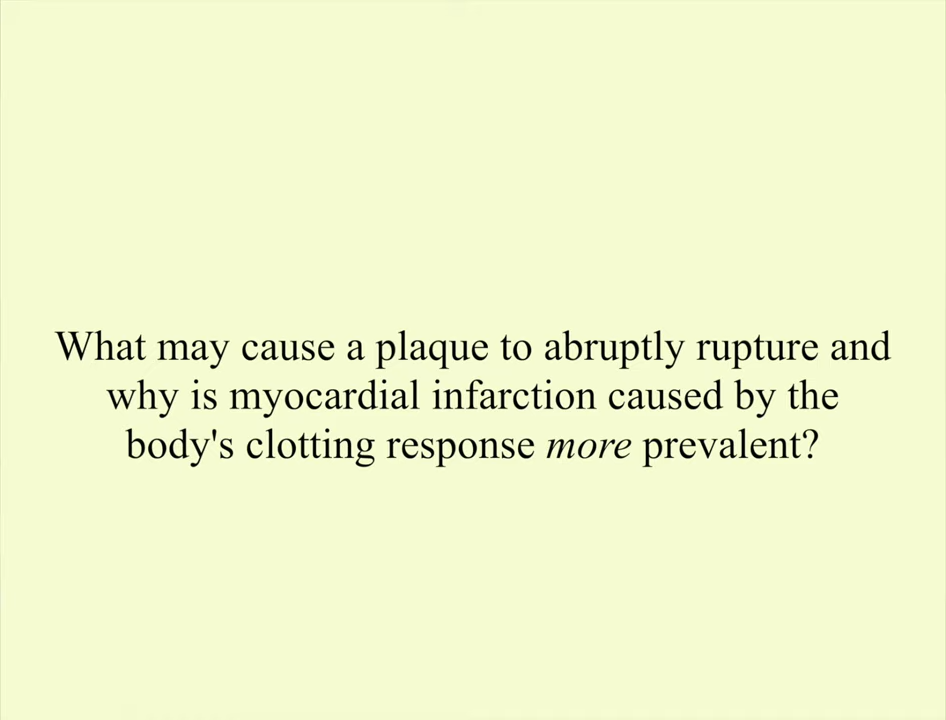 What may cause a plaque to abruptly rupture and
why is myocardial infarction caused by the
body's clotting response more prevalent?